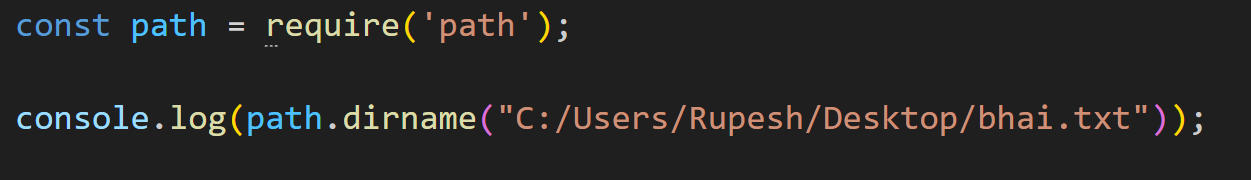 const path = require('path');
console.log(path.dirname("C:/Users/Rupesh/Desktop/bhai.txt"));